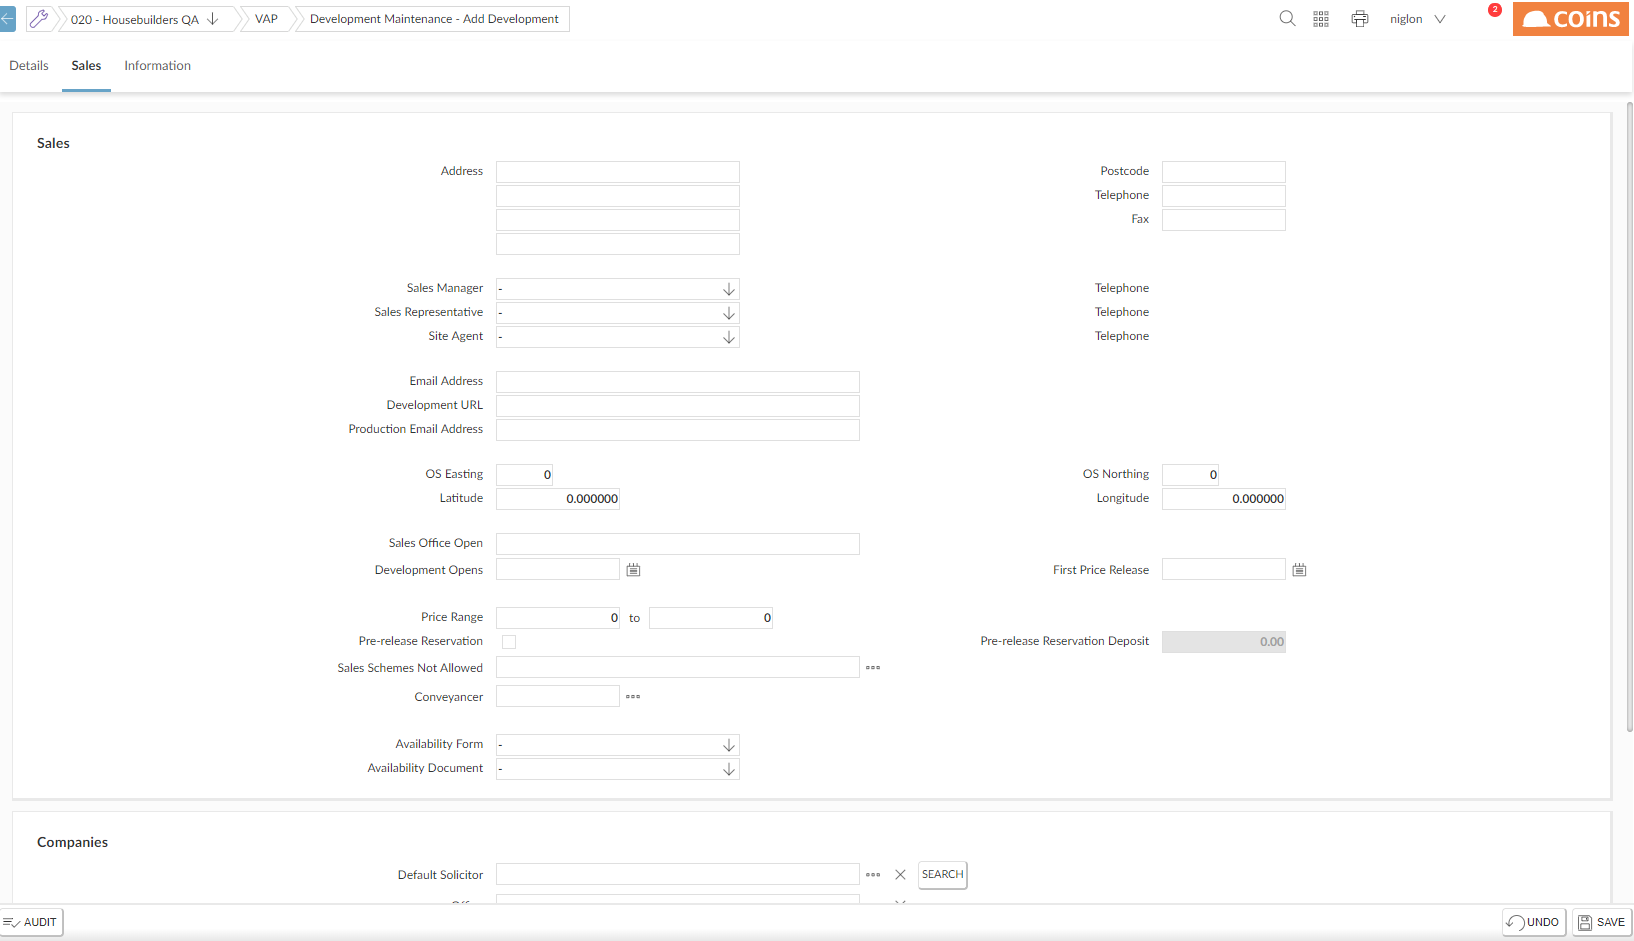 020 - Housebuilders QA
VAP
Development Maintenance - Add Development
niglon
2
coins
Details
Sales
Information
Sales
Address
Postcode
Telephone
Fax
Sales Manager
-
Telephone
Sales Representative
-
Telephone
Site Agent
-
Telephone
Email Address
Development URL
Production Email Address
OS Easting
0
OS Northing
0
Latitude
0.000000
Longitude
0.000000
Sales Office Open
Development Opens
First Price Release
Price Range
0 to 0
Pre-release Reservation
Pre-release Reservation Deposit
0.00
Sales Schemes Not Allowed
Conveyancer
Availability Form
-
Availability Document
-
Companies
Default Solicitor
SEARCH
AUDIT
UNDO
SAVE